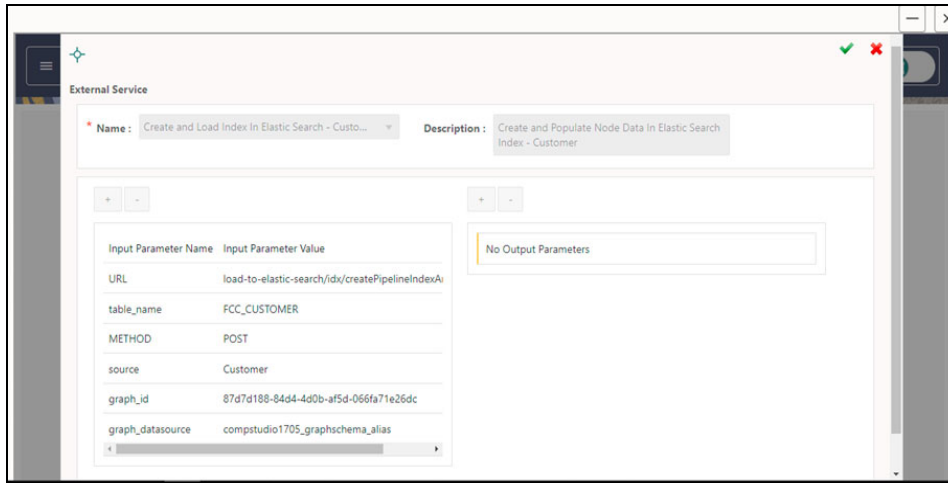 External Service
* Name : Create and Load Index In Elastic Search - Custo... Description : Create and Populate Node Data In Elastic Search
Index - Customer
+ - + -
Input Parameter Name Input Parameter Value No Output Parameters
URL load-to-elastic-search/idx/createPipelineIndexA
table_name FCC_CUSTOMER
METHOD POST
source Customer
graph_id 87d7d188-84d4-4d0b-af5d-066fa71e26dc
graph_datasource compstudio1705_graphschema_alias